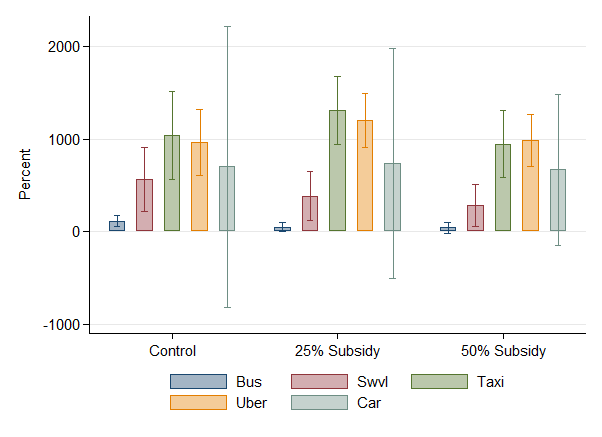 2000
1000
0
-1000
Percent
Control 25% Subsidy 50% Subsidy
Bus Swvl Taxi
Uber Car